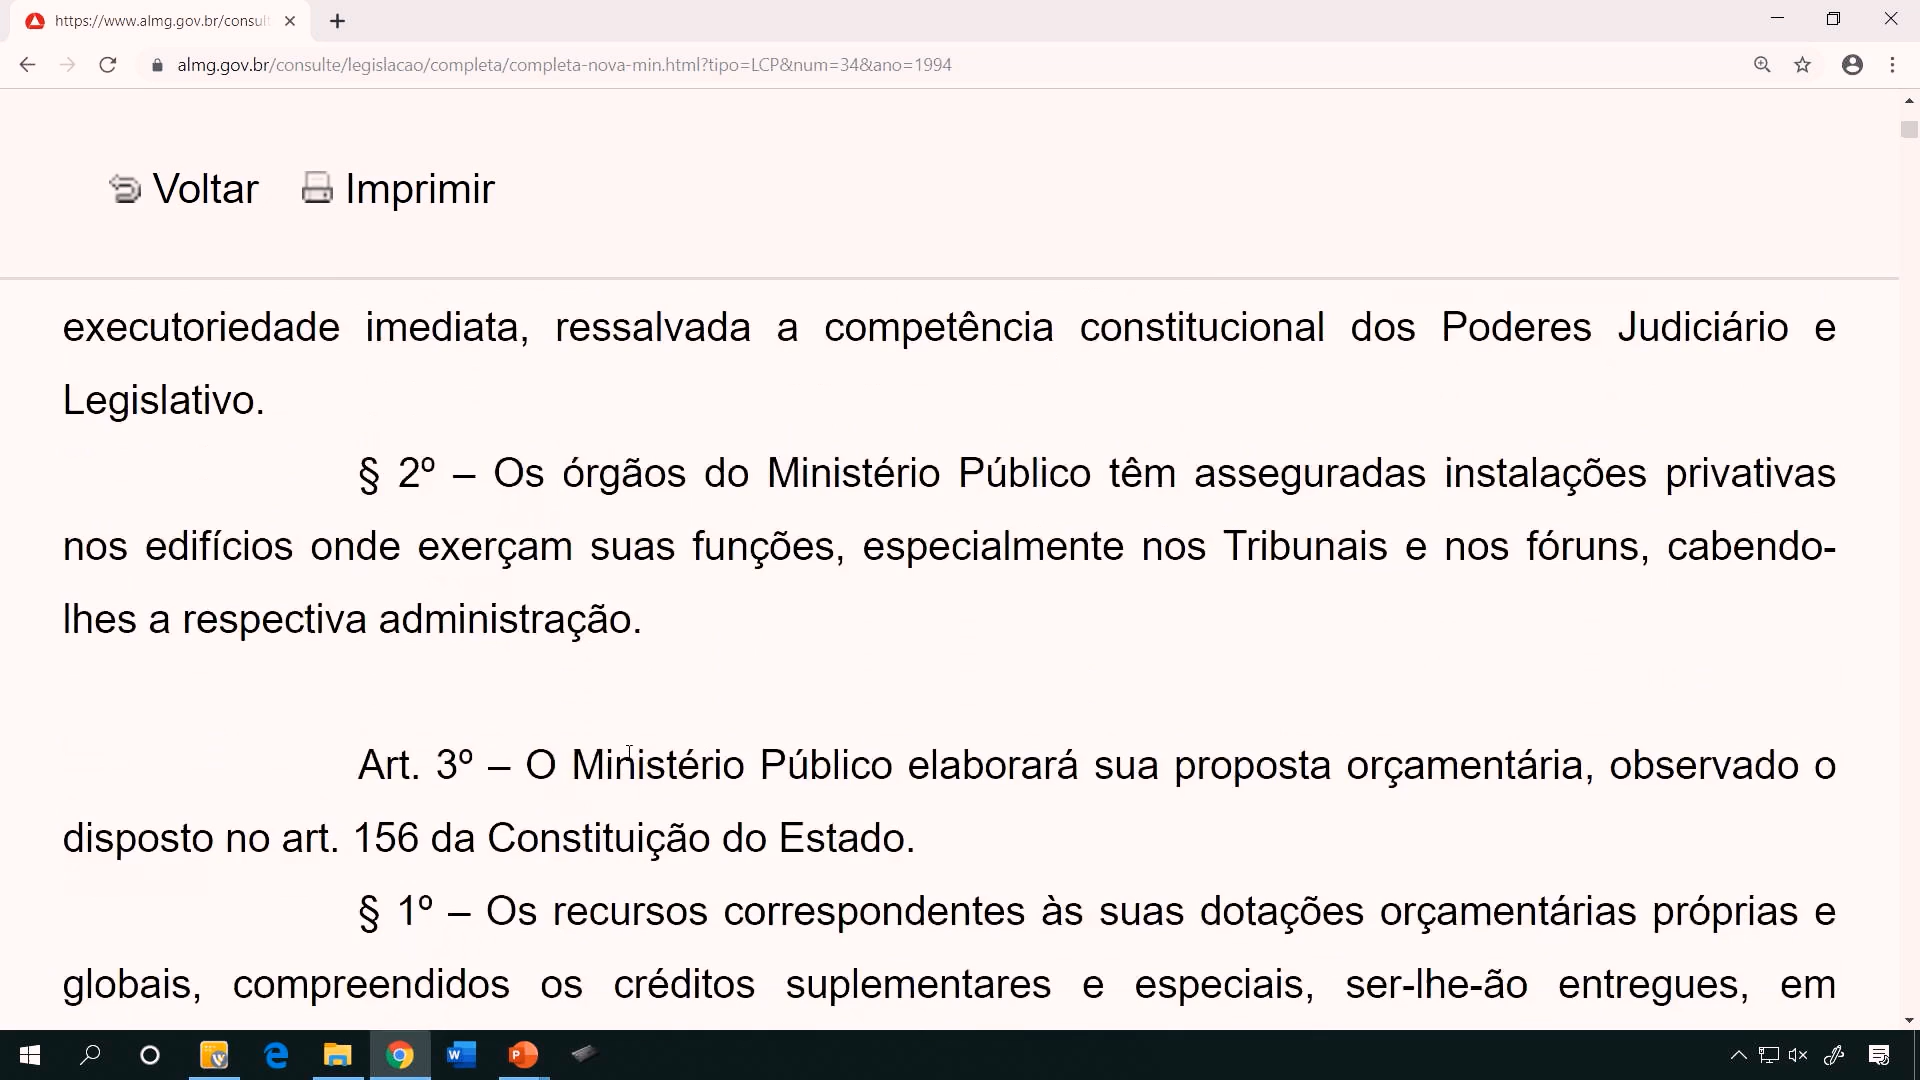 https://www.almg.gov.br/consult
almg.gov.br/consulte/legislacao/completa/completa-nova-min.html?tipo=LCP&num=34&ano=1994
Voltar Imprimir
executoriedade imediata, ressalvada a competência constitucional dos Poderes Judiciário e
Legislativo.
§ 2º – Os órgãos do Ministério Público têm asseguradas instalações privativas
nos edifícios onde exerçam suas funções, especialmente nos Tribunais e nos fóruns, cabendo-
lhes a respectiva administração.
Art. 3º – O Ministério Público elaborará sua proposta orçamentária, observado o
disposto no art. 156 da Constituição do Estado.
§ 1º – Os recursos correspondentes às suas dotações orçamentárias próprias e
globais, compreendidos os créditos suplementares e especiais, ser-lhe-ão entregues, em